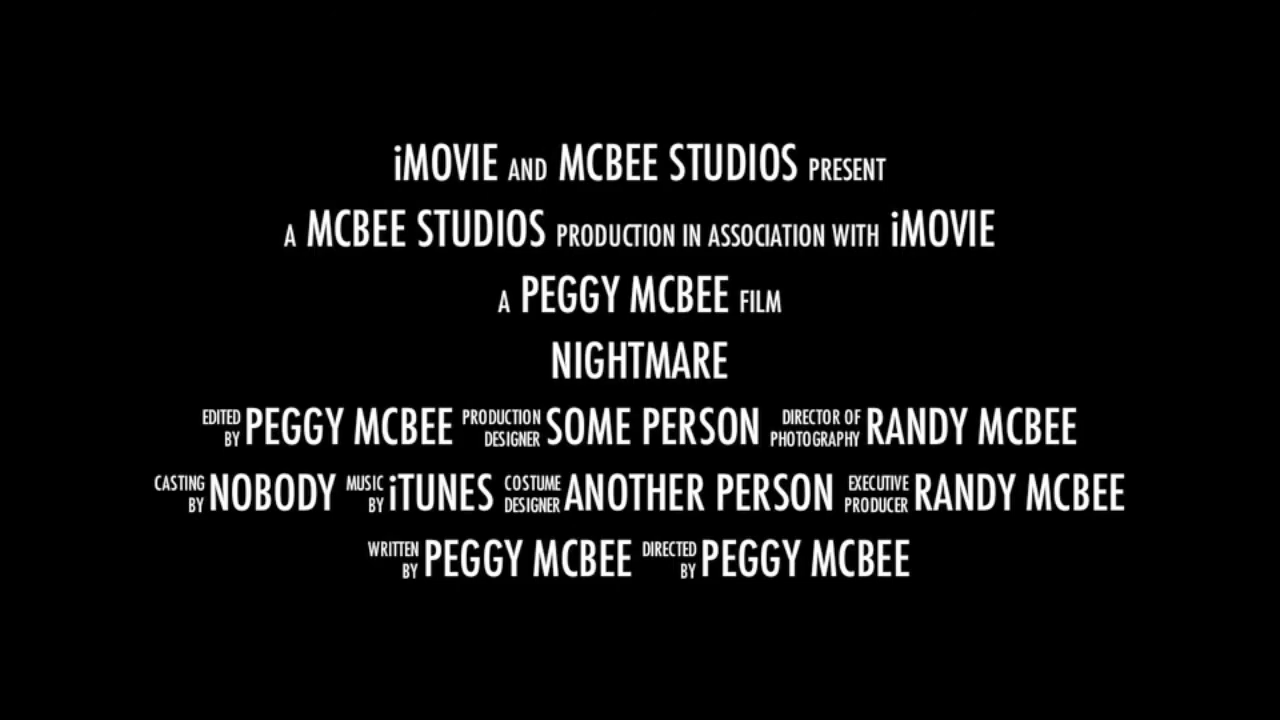 iMOVIE AND MCBEE STUDIOS PRESENT
A MCBEE STUDIOS PRODUCTION IN ASSOCIATION WITH iMOVIE
A PEGGY MCBEE FILM
NIGHTMARE
EDITED BY PEGGY MCBEE PRODUCTION DESIGNER SOME PERSON DIRECTOR OF PHOTOGRAPHY RANDY MCBEE
CASTING BY NOBODY MUSIC BY iTUNES COSTUME DESIGNER ANOTHER PERSON EXECUTIVE PRODUCER RANDY MCBEE
WRITTEN BY PEGGY MCBEE DIRECTED BY PEGGY MCBEE